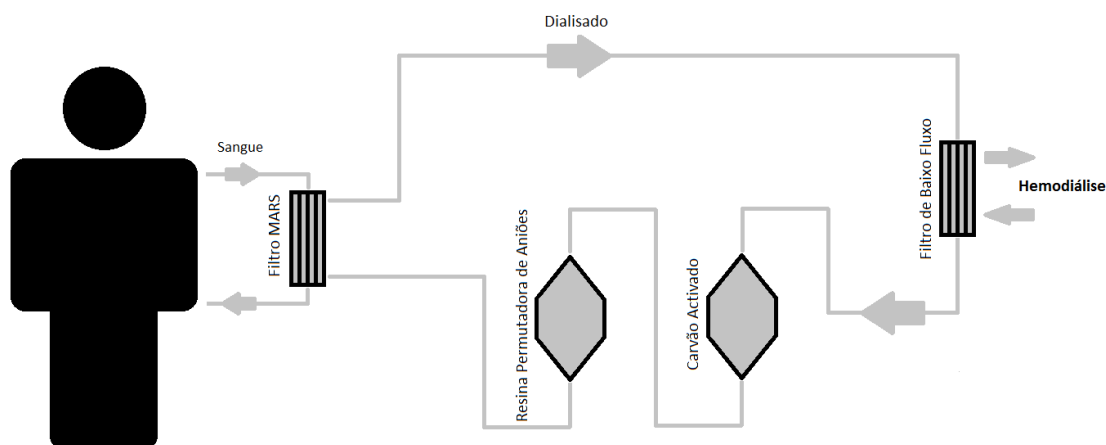 Dialisado
Sangue
Filtro MARS
Resina Permutadora de Aniões
Carvão Activado
Filtro de Baixo Fluxo
Hemodiálise